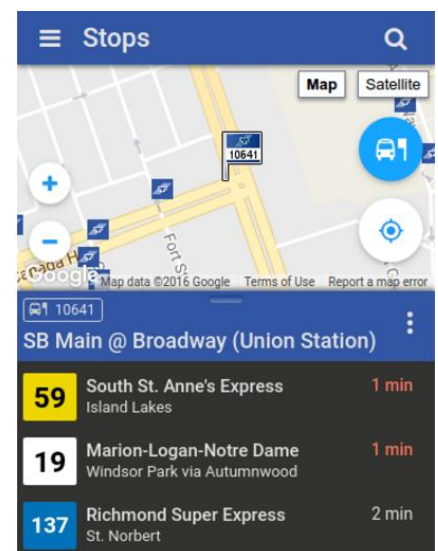 Stops
Map Satellite
10641
+
−
Fort S
anada H
Google
Map data ©2016 Google Terms of Use Report a map error
10641
SB Main @ Broadway (Union Station)
59 South St. Anne's Express 1 min
Island Lakes
19 Marion-Logan-Notre Dame 1 min
Windsor Park via Autumnwood
137 Richmond Super Express 2 min
St. Norbert